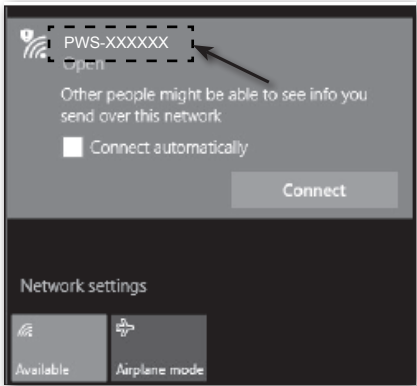 PWS-XXXXXX
Open
Other people might be able to see info you
send over this network
Connect automatically
Connect
Network settings
Available
Airplane mode